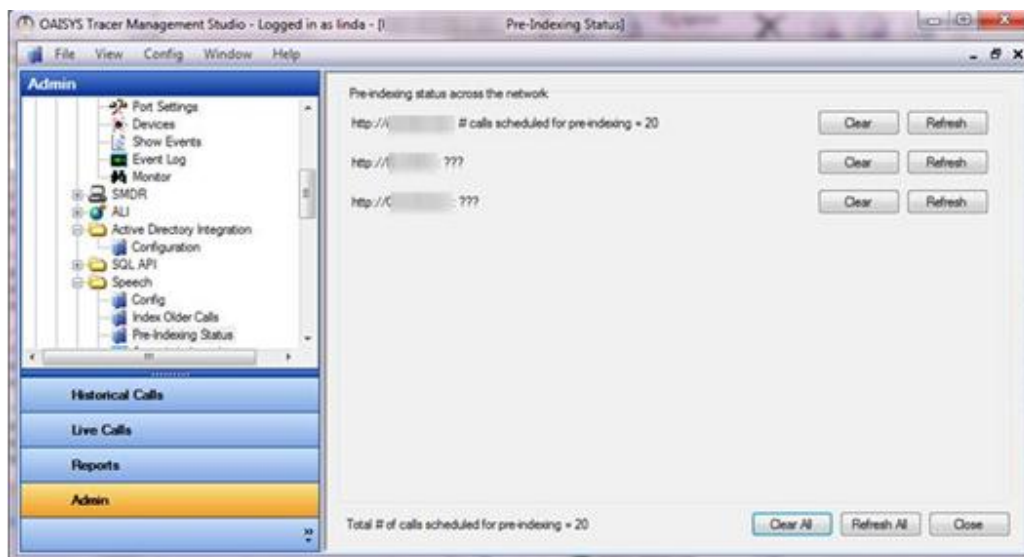 OAISYS Tracer Management Studio - Logged in as linda - [
Pre-Indexing Status]
File View Config Window Help
Admin
Port Settings
Devices
Show Events
Event Log
Monitor
SMDR
ALI
Active Directory Integration
Configuration
SQL API
Speech
Config
Index Older Calls
Pre-Indexing Status
Historical Calls
Live Calls
Reports
Admin
Pre-indexing status across the network
http:// # calls scheduled for pre-indexing = 20 Clear Refresh
http:// ??? Clear Refresh
http:// : ??? Clear Refresh
Total # of calls scheduled for pre-indexing = 20 Clear All Refresh All Close